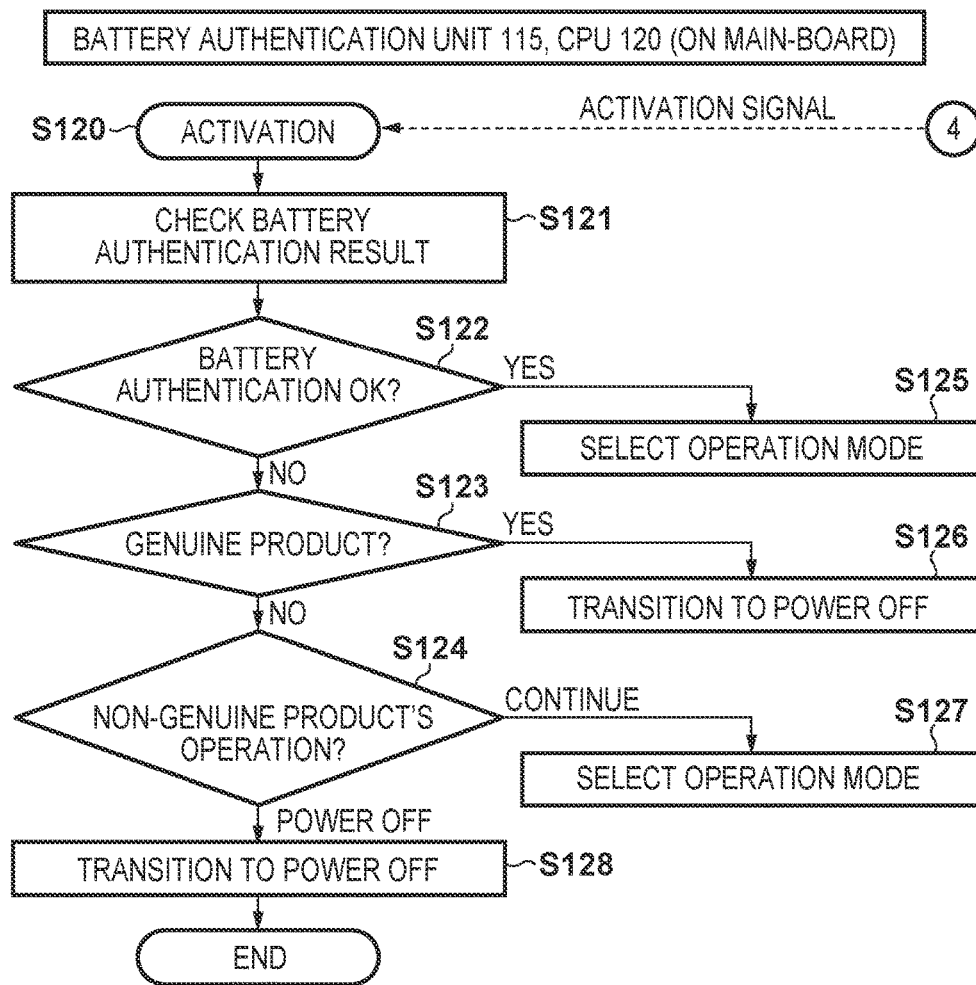 BATTERY AUTHENTICATION UNIT 115, CPU 120 (ON MAIN-BOARD)
S120
ACTIVATION
ACTIVATION SIGNAL
4
CHECK BATTERY
AUTHENTICATION RESULT
S121
S122
BATTERY
AUTHENTICATION OK?
YES
S125
SELECT OPERATION MODE
NO
S123
GENUINE PRODUCT?
YES
S126
TRANSITION TO POWER OFF
NO
S124
NON-GENUINE PRODUCT'S
OPERATION?
CONTINUE
S127
SELECT OPERATION MODE
POWER OFF
TRANSITION TO POWER OFF
S128
END